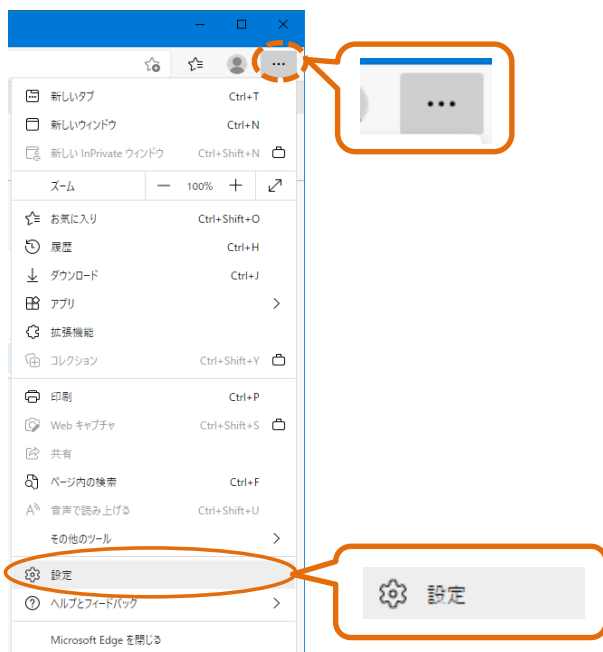 新しいタブ Ctrl+T
新しいウィンドウ Ctrl+N
新しい InPrivate ウィンドウ Ctrl+Shift+N
ズーム — 100% +
お気に入り Ctrl+Shift+O
履歴 Ctrl+H
ダウンロード Ctrl+J
アプリ
拡張機能
コレクション Ctrl+Shift+Y
印刷 Ctrl+P
Web キャプチャ Ctrl+Shift+S
共有
ページ内の検索 Ctrl+F
音声で読み上げる Ctrl+Shift+U
その他のツール
設定
設定
ヘルプとフィードバック
Microsoft Edge を閉じる